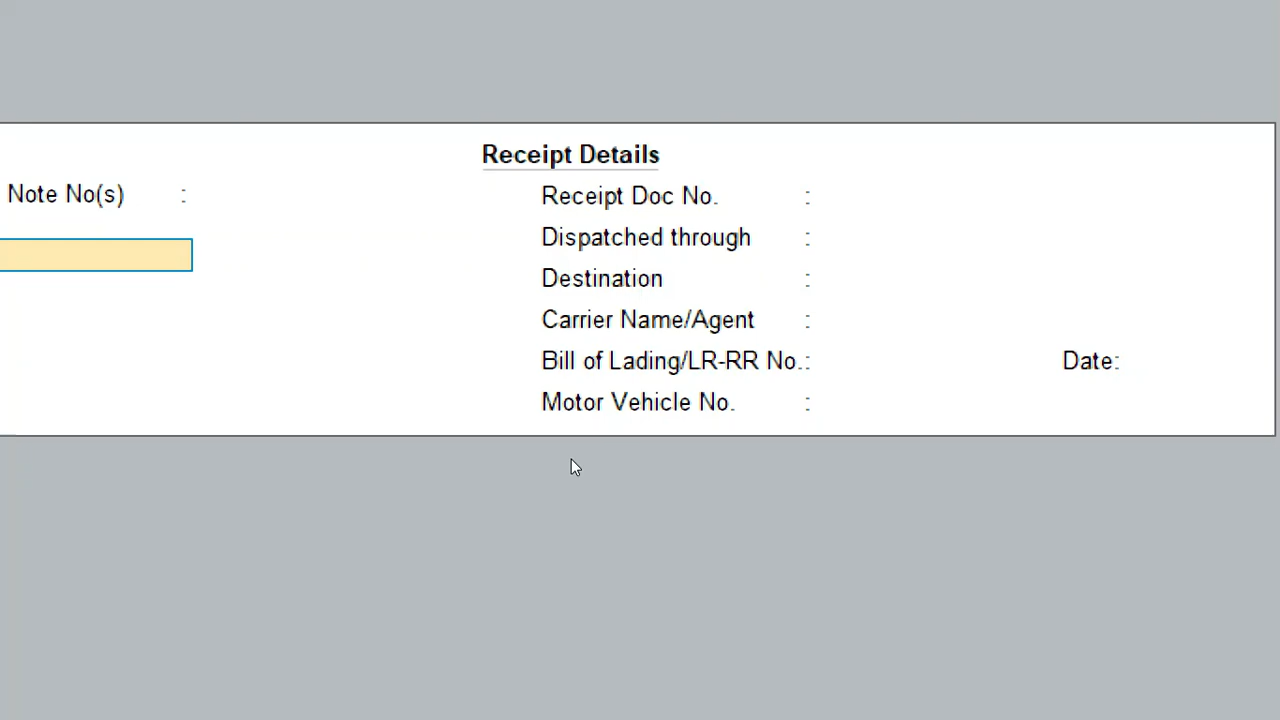 Receipt Details
Note No(s) :
Receipt Doc No. :
Dispatched through :
Destination :
Carrier Name/Agent :
Bill of Lading/LR-RR No. : Date:
Motor Vehicle No. :